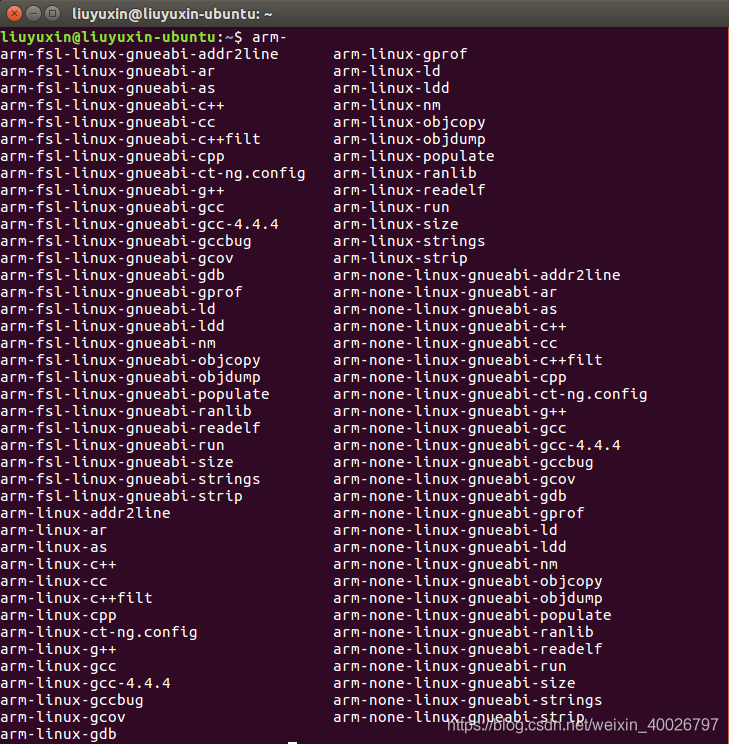 liuyuxin@liuyuxin-ubuntu: ~
liuyuxin@liuyuxin-ubuntu:~$ arm-
arm-fsl-linux-gnueabi-addr2line arm-linux-gprof
arm-fsl-linux-gnueabi-ar arm-linux-ld
arm-fsl-linux-gnueabi-as arm-linux-ldd
arm-fsl-linux-gnueabi-c++ arm-linux-nm
arm-fsl-linux-gnueabi-cc arm-linux-objcopy
arm-fsl-linux-gnueabi-c++filt arm-linux-objdump
arm-fsl-linux-gnueabi-cpp arm-linux-populate
arm-fsl-linux-gnueabi-ct-ng.config arm-linux-ranlib
arm-fsl-linux-gnueabi-g++ arm-linux-readelf
arm-fsl-linux-gnueabi-gcc arm-linux-run
arm-fsl-linux-gnueabi-gcc-4.4.4 arm-linux-size
arm-fsl-linux-gnueabi-gccbug arm-linux-strings
arm-fsl-linux-gnueabi-gcov arm-linux-strip
arm-fsl-linux-gnueabi-gdb arm-none-linux-gnueabi-addr2line
arm-fsl-linux-gnueabi-gprof arm-none-linux-gnueabi-ar
arm-fsl-linux-gnueabi-ld arm-none-linux-gnueabi-as
arm-fsl-linux-gnueabi-ldd arm-none-linux-gnueabi-c++
arm-fsl-linux-gnueabi-nm arm-none-linux-gnueabi-cc
arm-fsl-linux-gnueabi-objcopy arm-none-linux-gnueabi-c++filt
arm-fsl-linux-gnueabi-objdump arm-none-linux-gnueabi-cpp
arm-fsl-linux-gnueabi-populate arm-none-linux-gnueabi-ct-ng.config
arm-fsl-linux-gnueabi-ranlib arm-none-linux-gnueabi-g++
arm-fsl-linux-gnueabi-readelf arm-none-linux-gnueabi-gcc
arm-fsl-linux-gnueabi-run arm-none-linux-gnueabi-gcc-4.4.4
arm-fsl-linux-gnueabi-size arm-none-linux-gnueabi-gccbug
arm-fsl-linux-gnueabi-strings arm-none-linux-gnueabi-gcov
arm-fsl-linux-gnueabi-strip arm-none-linux-gnueabi-gdb
arm-linux-addr2line arm-none-linux-gnueabi-gprof
arm-linux-ar arm-none-linux-gnueabi-ld
arm-linux-as arm-none-linux-gnueabi-ldd
arm-linux-c++ arm-none-linux-gnueabi-nm
arm-linux-cc arm-none-linux-gnueabi-objcopy
arm-linux-c++filt arm-none-linux-gnueabi-objdump
arm-linux-cpp arm-none-linux-gnueabi-populate
arm-linux-ct-ng.config arm-none-linux-gnueabi-ranlib
arm-linux-g++ arm-none-linux-gnueabi-readelf
arm-linux-gcc arm-none-linux-gnueabi-run
arm-linux-gcc-4.4.4 arm-none-linux-gnueabi-size
arm-linux-gccbug arm-none-linux-gnueabi-strings
arm-linux-gcov arm-none-linux-gnueabi-strip
arm-linux-gdb
https://blog.csdn.net/weixin_40026797